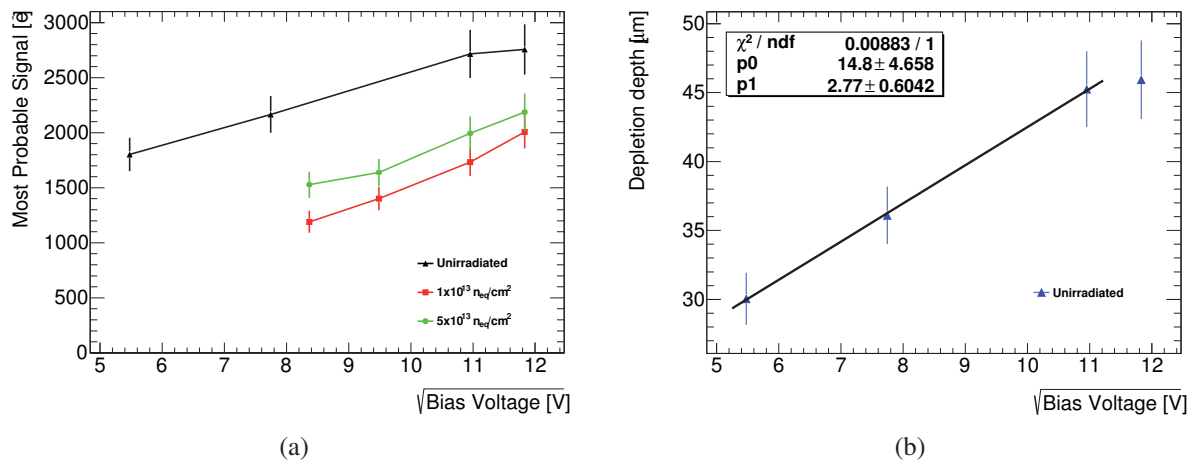 Most Probable Signal [e]
3000
2500
2000
1500
1000
500
0
Unirradiated
1x10¹³ n_eq/cm²
5x10¹³ n_eq/cm²
5 6 7 8 9 10 11 12
√Bias Voltage [V]
(a)
Depletion depth [μm]
50
45
40
35
30
χ² / ndf 0.00883 / 1
p0 14.8 ± 4.658
p1 2.77 ± 0.6042
Unirradiated
5 6 7 8 9 10 11 12
√Bias Voltage [V]
(b)